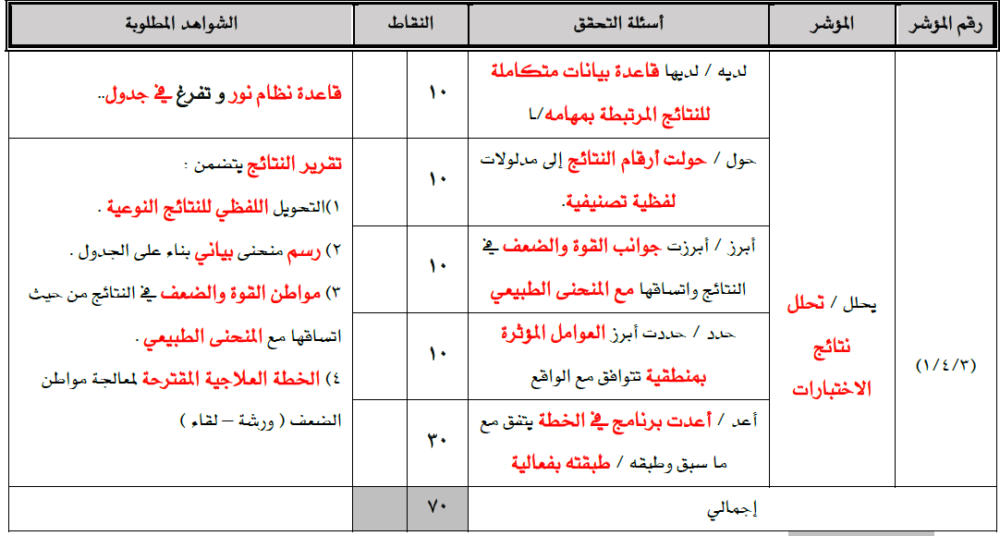 رقم المؤشر
المؤشر
أسئلة التحقق
النقاط
الشواهد المطلوبة
(١/٤/٣)
يحلل / تحلل
نتائج
الاختبارات
لديه / لديها قاعدة بيانات متكاملة
للنتائج المرتبطة بمهامه/ـا
١٠
قاعدة نظام نور و تفرغ في جدول..
حول / حولت أرقام النتائج إلى مدلولات
لفظية تصنيفية.
١٠
تقرير النتائج يتضمن :
١)التحويل اللفظي للنتائج النوعية .
٢) رسم منحنى بياني بناء على الجدول .
٣) مواطن القوة والضعف في النتائج من حيث
اتساقها مع المنحنى الطبيعي .
٤) الخطة العلاجية المقترحة لمعالجة مواطن
الضعف ( ورشة – لقاء )
أبرز / أبرزت جوانب القوة والضعف في
النتائج واتساقها مع المنحنى الطبيعي
١٠
حدد / حددت أبرز العوامل المؤثرة
بمنطقية تتوافق مع الواقع
١٠
أعد / أعدت برنامج في الخطة يتفق مع
ما سبق وطبقه / طبقته بفعالية
٣٠
إجمالي
٧٠